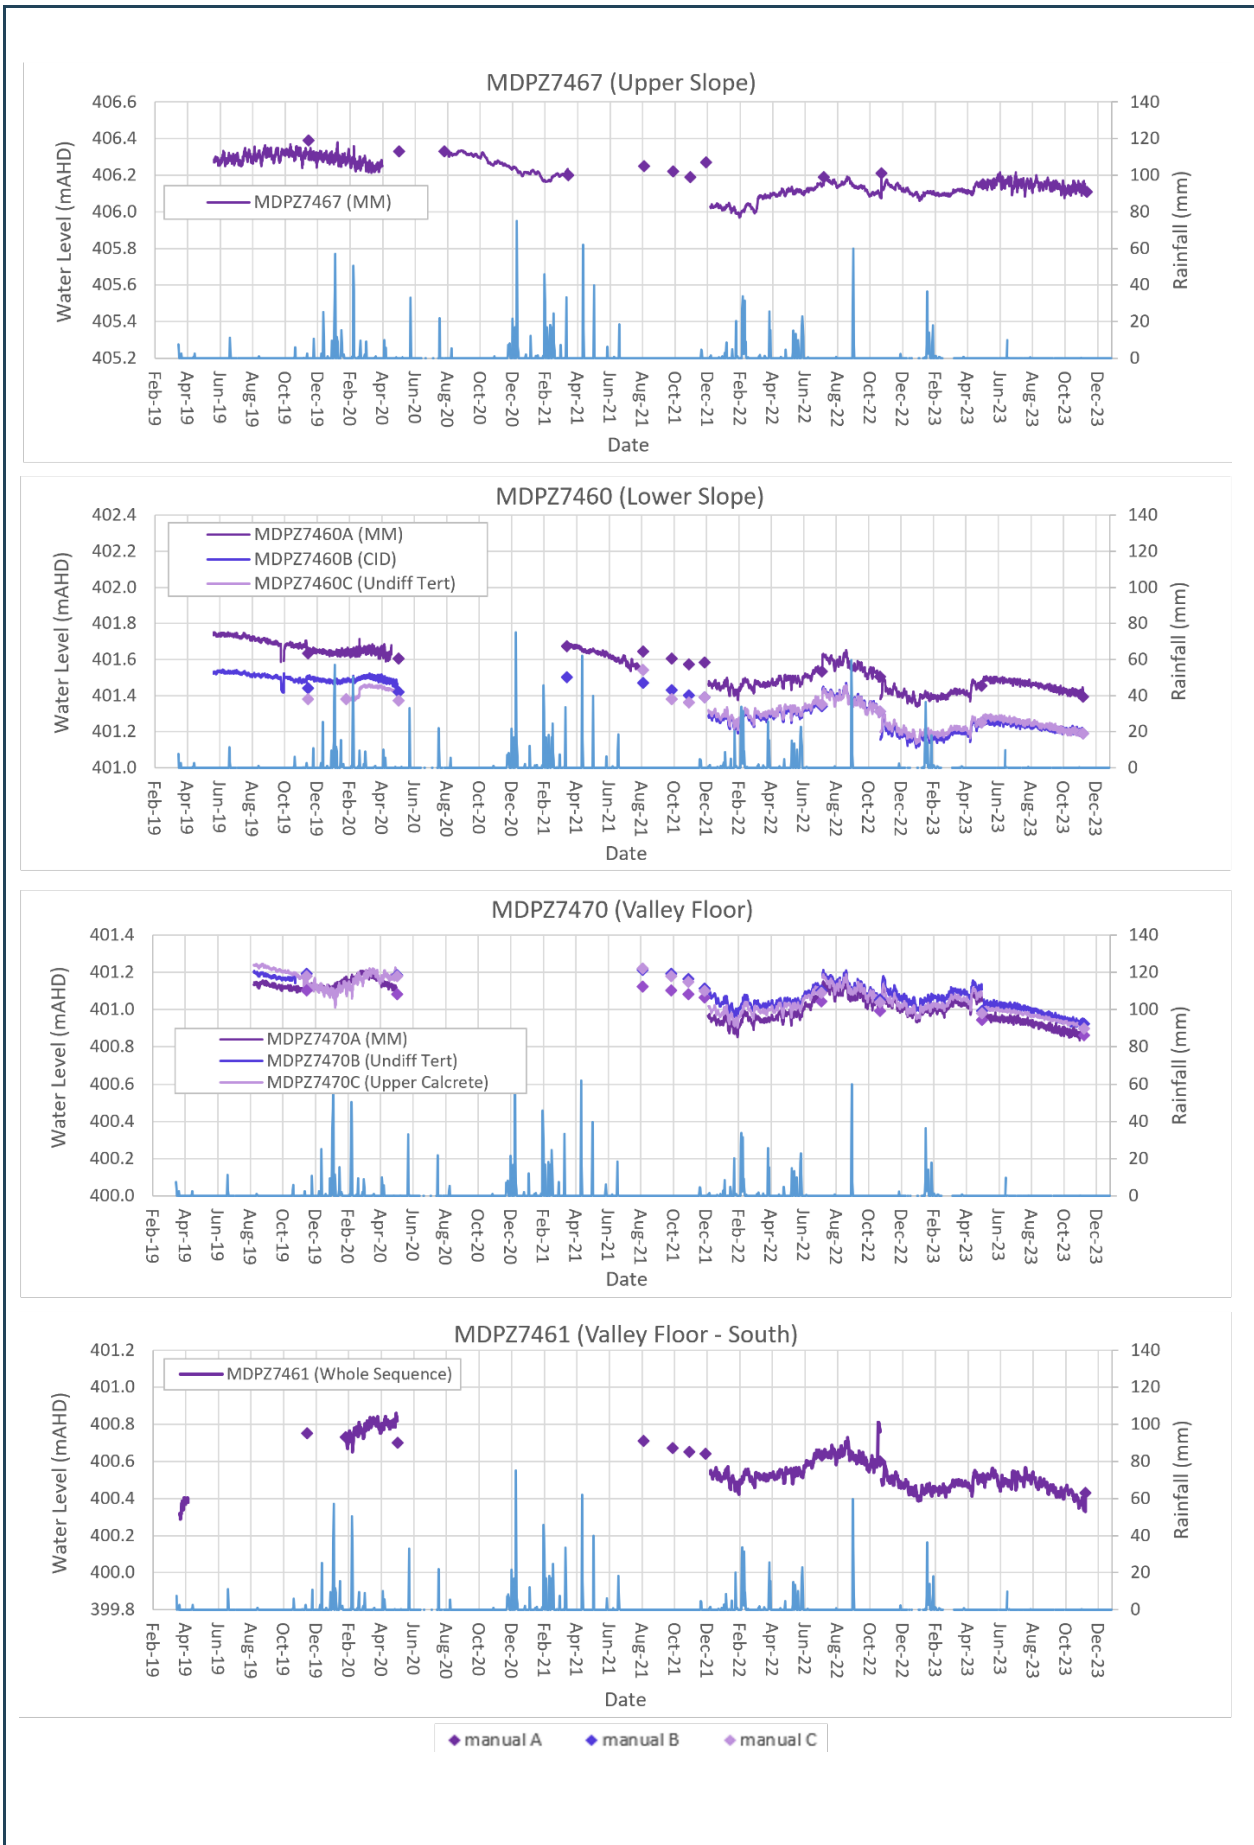 MDPZ7467 (Upper Slope)
406.6
406.4
406.2
406.0
405.8
405.6
405.4
405.2
Water Level (mAHD)
MDPZ7467 (MM)
140
120
100
80
60
40
20
0
Rainfall (mm)
Feb-19
Apr-19
Jun-19
Aug-19
Oct-19
Dec-19
Feb-20
Apr-20
Jun-20
Aug-20
Oct-20
Dec-20
Feb-21
Apr-21
Jun-21
Aug-21
Oct-21
Dec-21
Feb-22
Apr-22
Jun-22
Aug-22
Oct-22
Dec-22
Feb-23
Apr-23
Jun-23
Aug-23
Oct-23
Dec-23
Date
MDPZ7460 (Lower Slope)
402.4
402.2
402.0
401.8
401.6
401.4
401.2
401.0
Water Level (mAHD)
MDPZ7460A (MM)
MDPZ7460B (CID)
MDPZ7460C (Undiff Tert)
140
120
100
80
60
40
20
0
Rainfall (mm)
Feb-19
Apr-19
Jun-19
Aug-19
Oct-19
Dec-19
Feb-20
Apr-20
Jun-20
Aug-20
Oct-20
Dec-20
Feb-21
Apr-21
Jun-21
Aug-21
Oct-21
Dec-21
Feb-22
Apr-22
Jun-22
Aug-22
Oct-22
Dec-22
Feb-23
Apr-23
Jun-23
Aug-23
Oct-23
Dec-23
Date
MDPZ7470 (Valley Floor)
401.4
401.2
401.0
400.8
400.6
400.4
400.2
400.0
Water Level (mAHD)
MDPZ7470A (MM)
MDPZ7470B (Undiff Tert)
MDPZ7470C (Upper Calcrete)
140
120
100
80
60
40
20
0
Rainfall (mm)
Feb-19
Apr-19
Jun-19
Aug-19
Oct-19
Dec-19
Feb-20
Apr-20
Jun-20
Aug-20
Oct-20
Dec-20
Feb-21
Apr-21
Jun-21
Aug-21
Oct-21
Dec-21
Feb-22
Apr-22
Jun-22
Aug-22
Oct-22
Dec-22
Feb-23
Apr-23
Jun-23
Aug-23
Oct-23
Dec-23
Date
MDPZ7461 (Valley Floor - South)
401.2
401.0
400.8
400.6
400.4
400.2
400.0
399.8
Water Level (mAHD)
MDPZ7461 (Whole Sequence)
140
120
100
80
60
40
20
0
Rainfall (mm)
Feb-19
Apr-19
Jun-19
Aug-19
Oct-19
Dec-19
Feb-20
Apr-20
Jun-20
Aug-20
Oct-20
Dec-20
Feb-21
Apr-21
Jun-21
Aug-21
Oct-21
Dec-21
Feb-22
Apr-22
Jun-22
Aug-22
Oct-22
Dec-22
Feb-23
Apr-23
Jun-23
Aug-23
Oct-23
Dec-23
Date
manual A manual B manual C